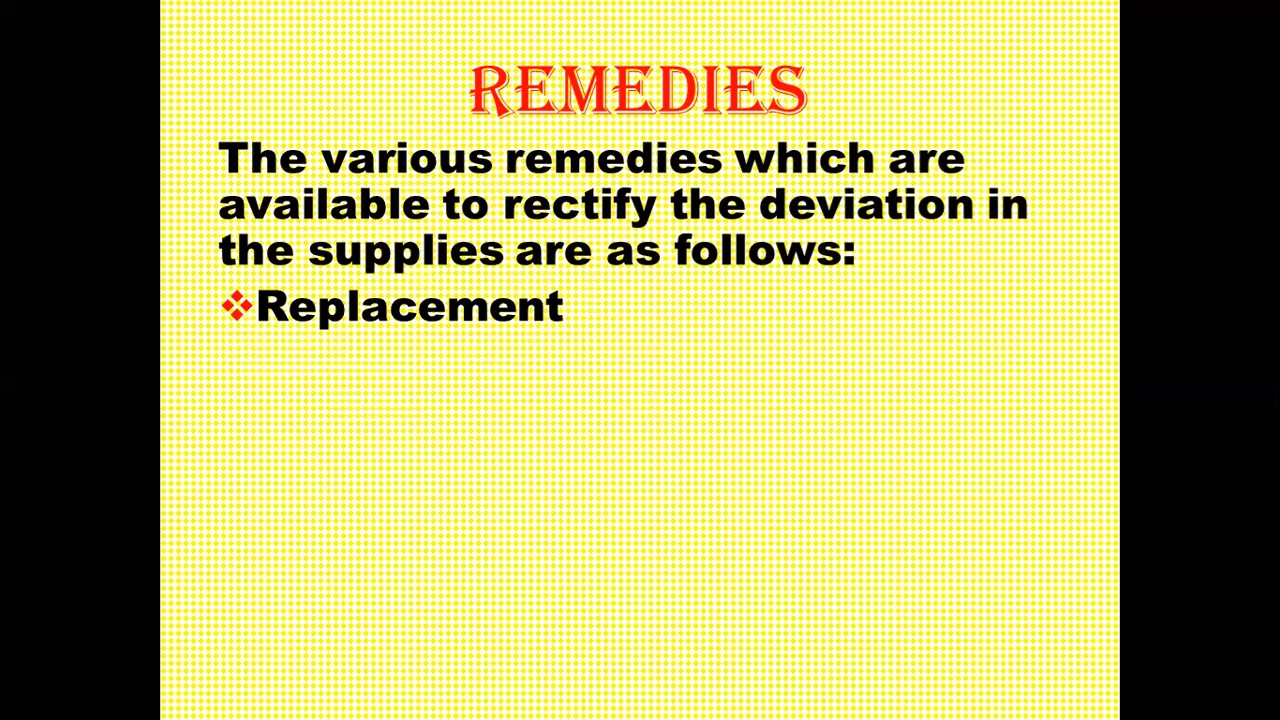 REMEDIES
The various remedies which are
available to rectify the deviation in
the supplies are as follows:
❖Replacement